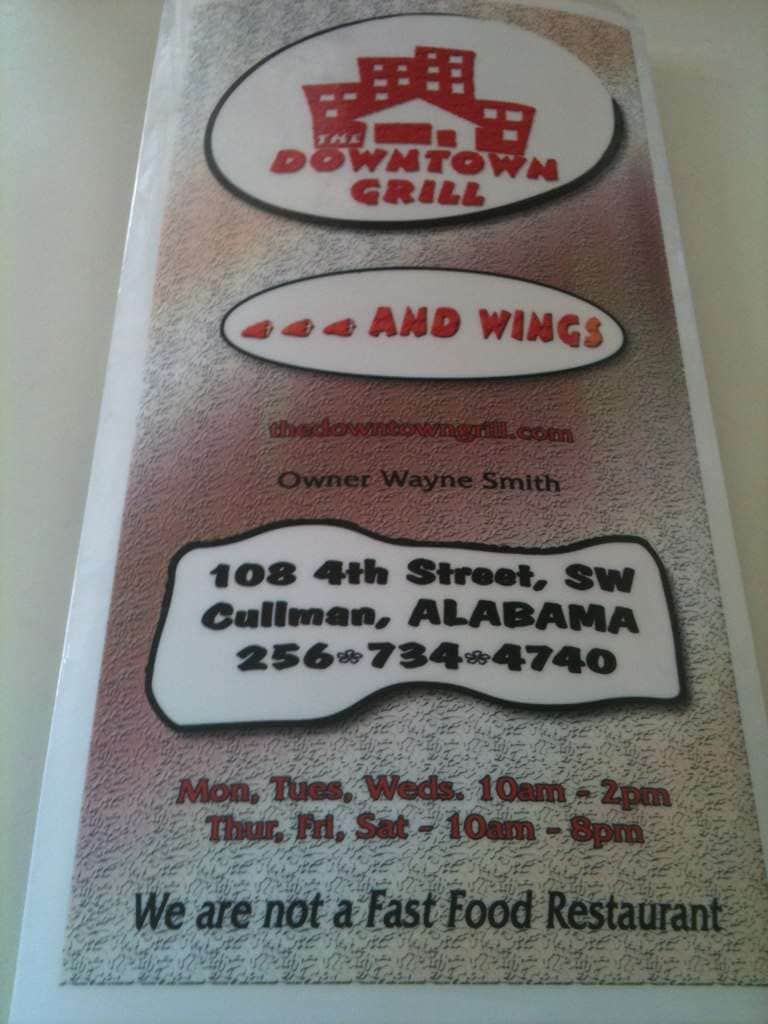 THE
DOWNTOWN
GRILL
AND WINGS
thedowntowngrill.com
Owner Wayne Smith
108 4th Street, SW
Cullman, ALABAMA
256 734 4740
Mon, Tues, Weds. 10am - 2pm
Thur, Fri, Sat - 10am - 8pm
We are not a Fast Food Restaurant